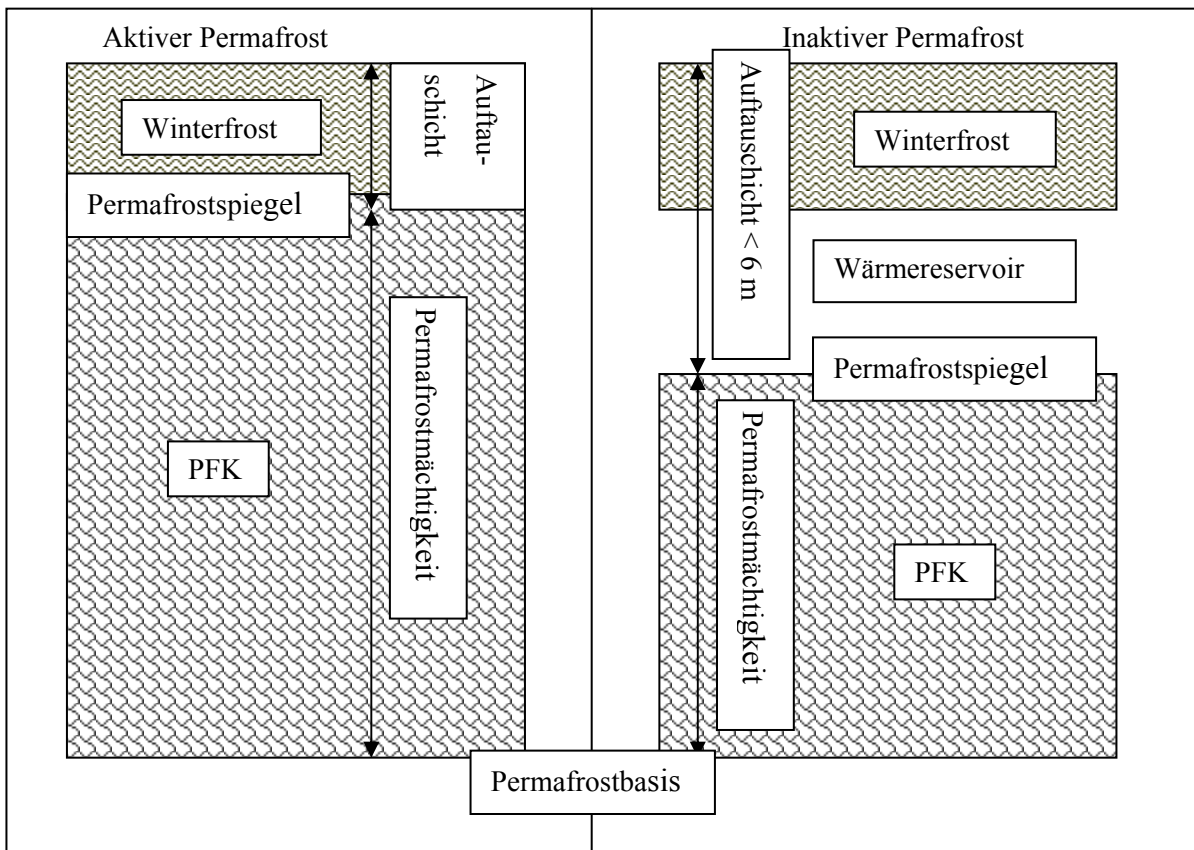 Aktiver Permafrost
Auftau-
schicht
Winterfrost
Permafrostspiegel
Permafrostmächtigkeit
PFK
Inaktiver Permafrost
Auftauschicht < 6 m
Winterfrost
Wärmereservoir
Permafrostspiegel
Permafrostmächtigkeit
PFK
Permafrostbasis